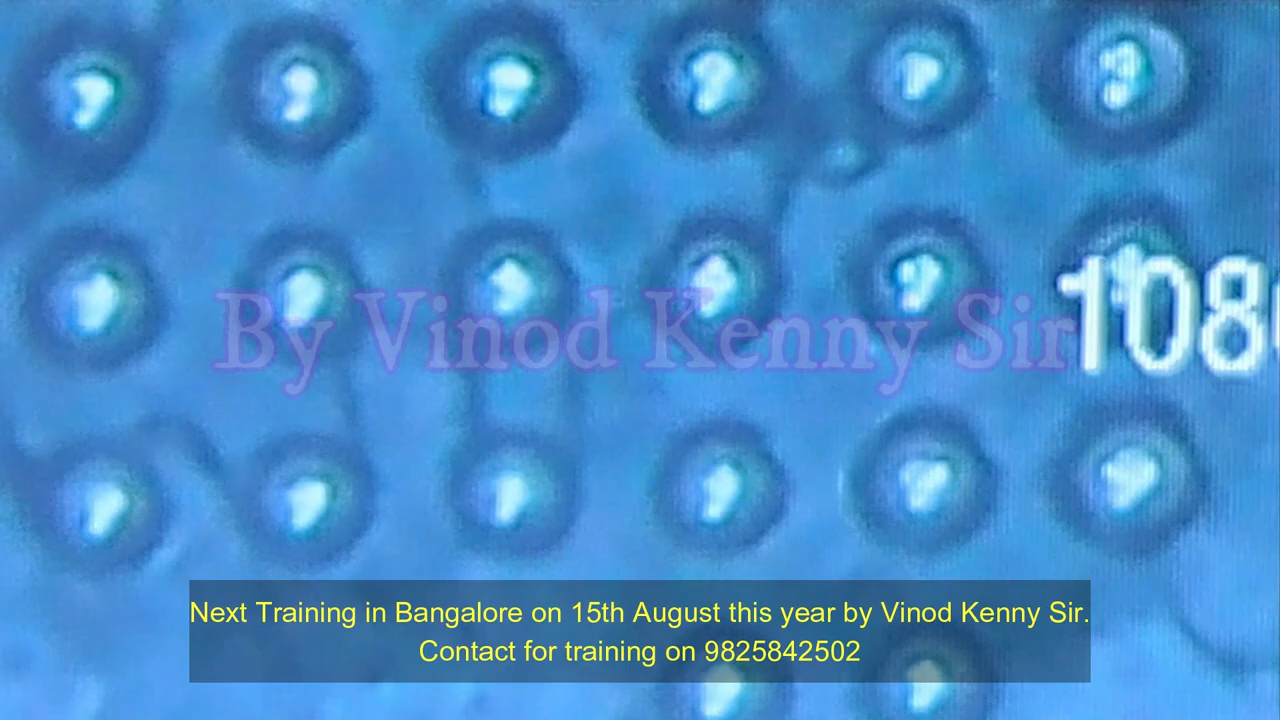 By Vinod Kenny Sir
108
Next Training in Bangalore on 15th August this year by Vinod Kenny Sir.
Contact for training on 9825842502